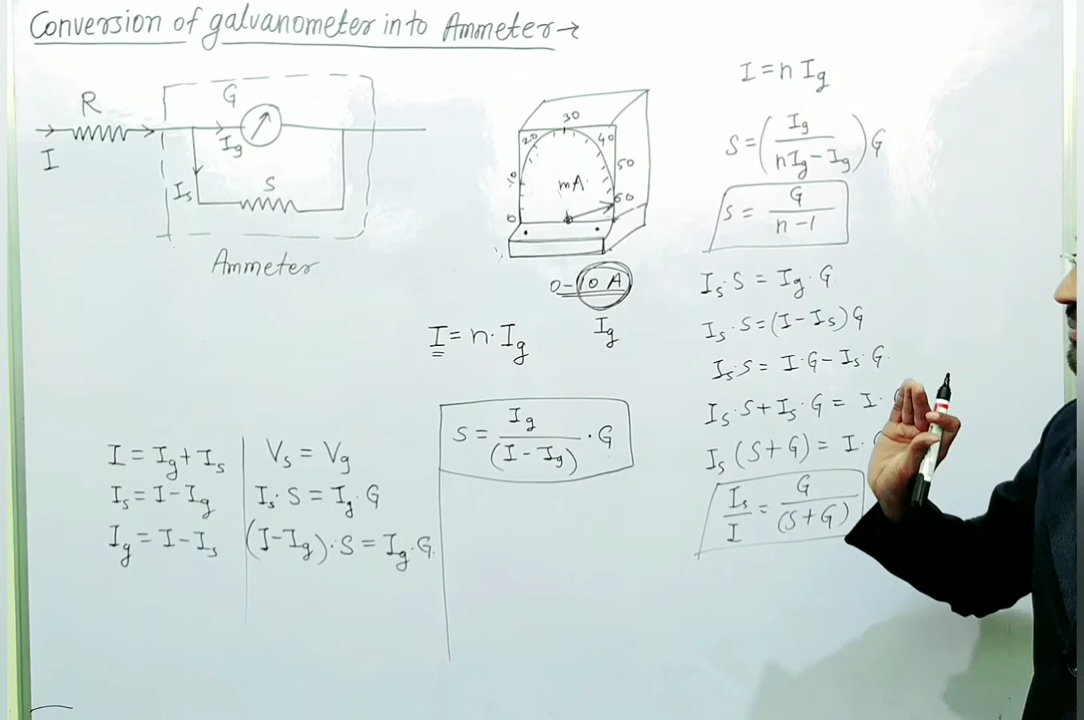 Conversion of galvanometer into Ammeter →
R
G
I
Ig
Is
S
Ammeter
0
10
20
30
40
50
60
mA
0-10 A
I = n·Ig
Ig
S = Ig/(I - Ig) · G
I = Ig + Is
Is = I - Ig
Ig = I - Is
Vs = Vg
Is·S = Ig·G
(I - Ig)·S = Ig·G
I = n Ig
S = (Ig/(nIg - Ig)) G
S = G/(n-1)
Is·S = Ig·G
Is·S = (I - Is) G
Is·S = I·G - Is·G
Is·S + Is·G = I·
Is (S+G) = I·
Is/I = G/(S+G)